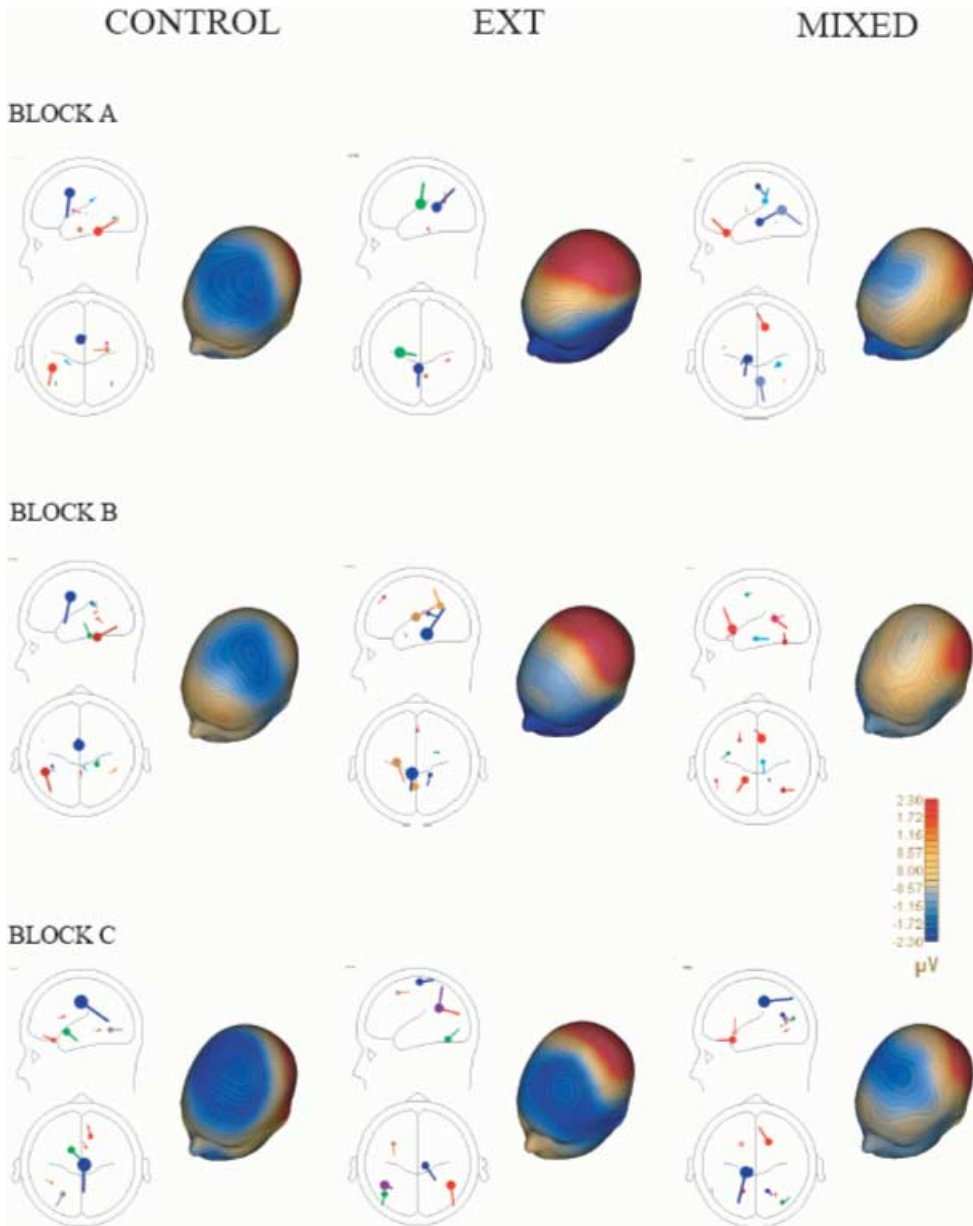 CONTROL EXT MIXED
BLOCK A
BLOCK B
2.30
1.72
1.15
0.57
0.00
-0.57
-1.15
-1.72
-2.30
BLOCK C
μV